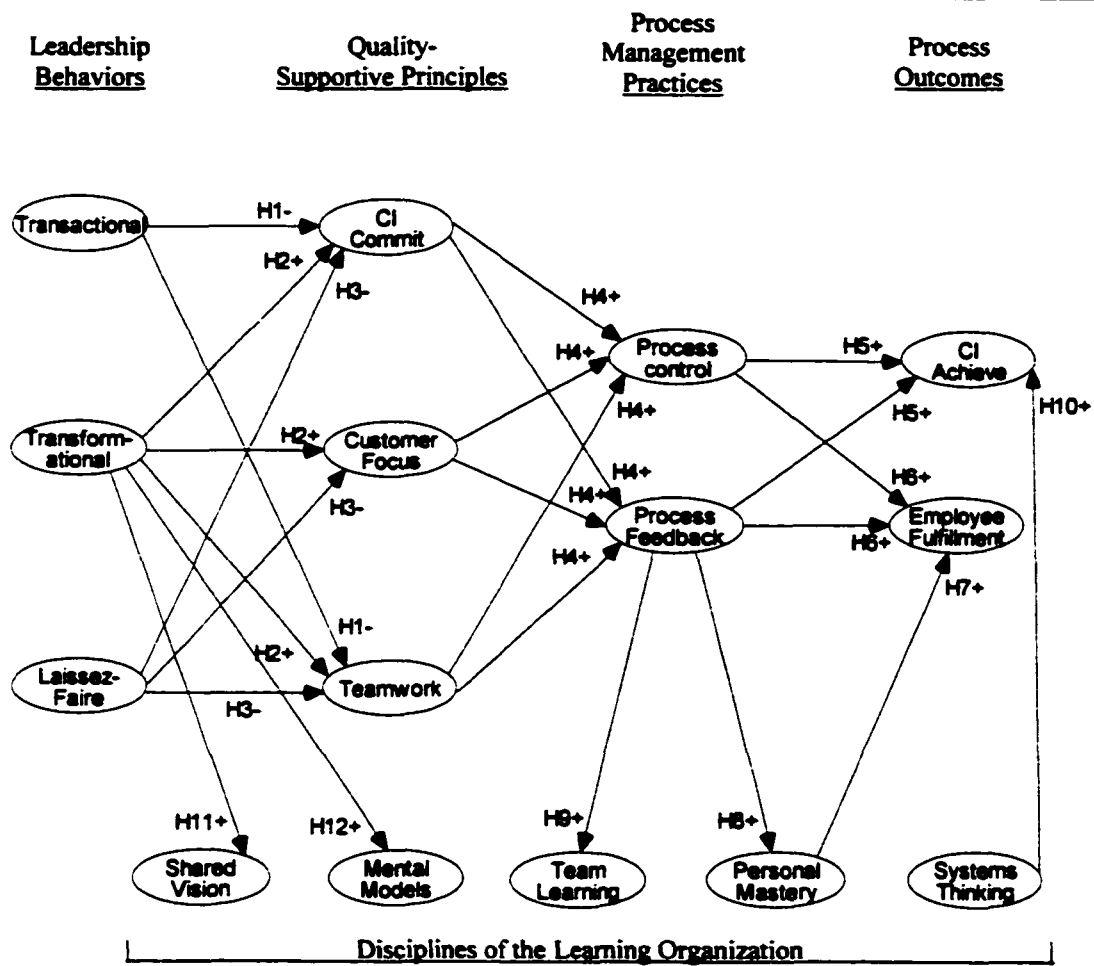 Leadership
Behaviors
Quality-
Supportive Principles
Process
Management
Practices
Process
Outcomes
Transactional
H1-
CI
Commit
H2+
H3-
H4+
H4+
Process
control
H4+
H5+
CI
Achieve
H5+
H10+
Transform-
ational
H2+
Customer
Focus
H3-
H4+
H4+
Process
Feedback
H4+
H6+
Employee
Fulfillment
H6+
H7+
H1-
H2+
Laissez-
Faire
H3-
Teamwork
H11+
H12+
H9+
H8+
Shared
Vision
Mental
Models
Team
Learning
Personal
Mastery
Systems
Thinking
Disciplines of the Learning Organization